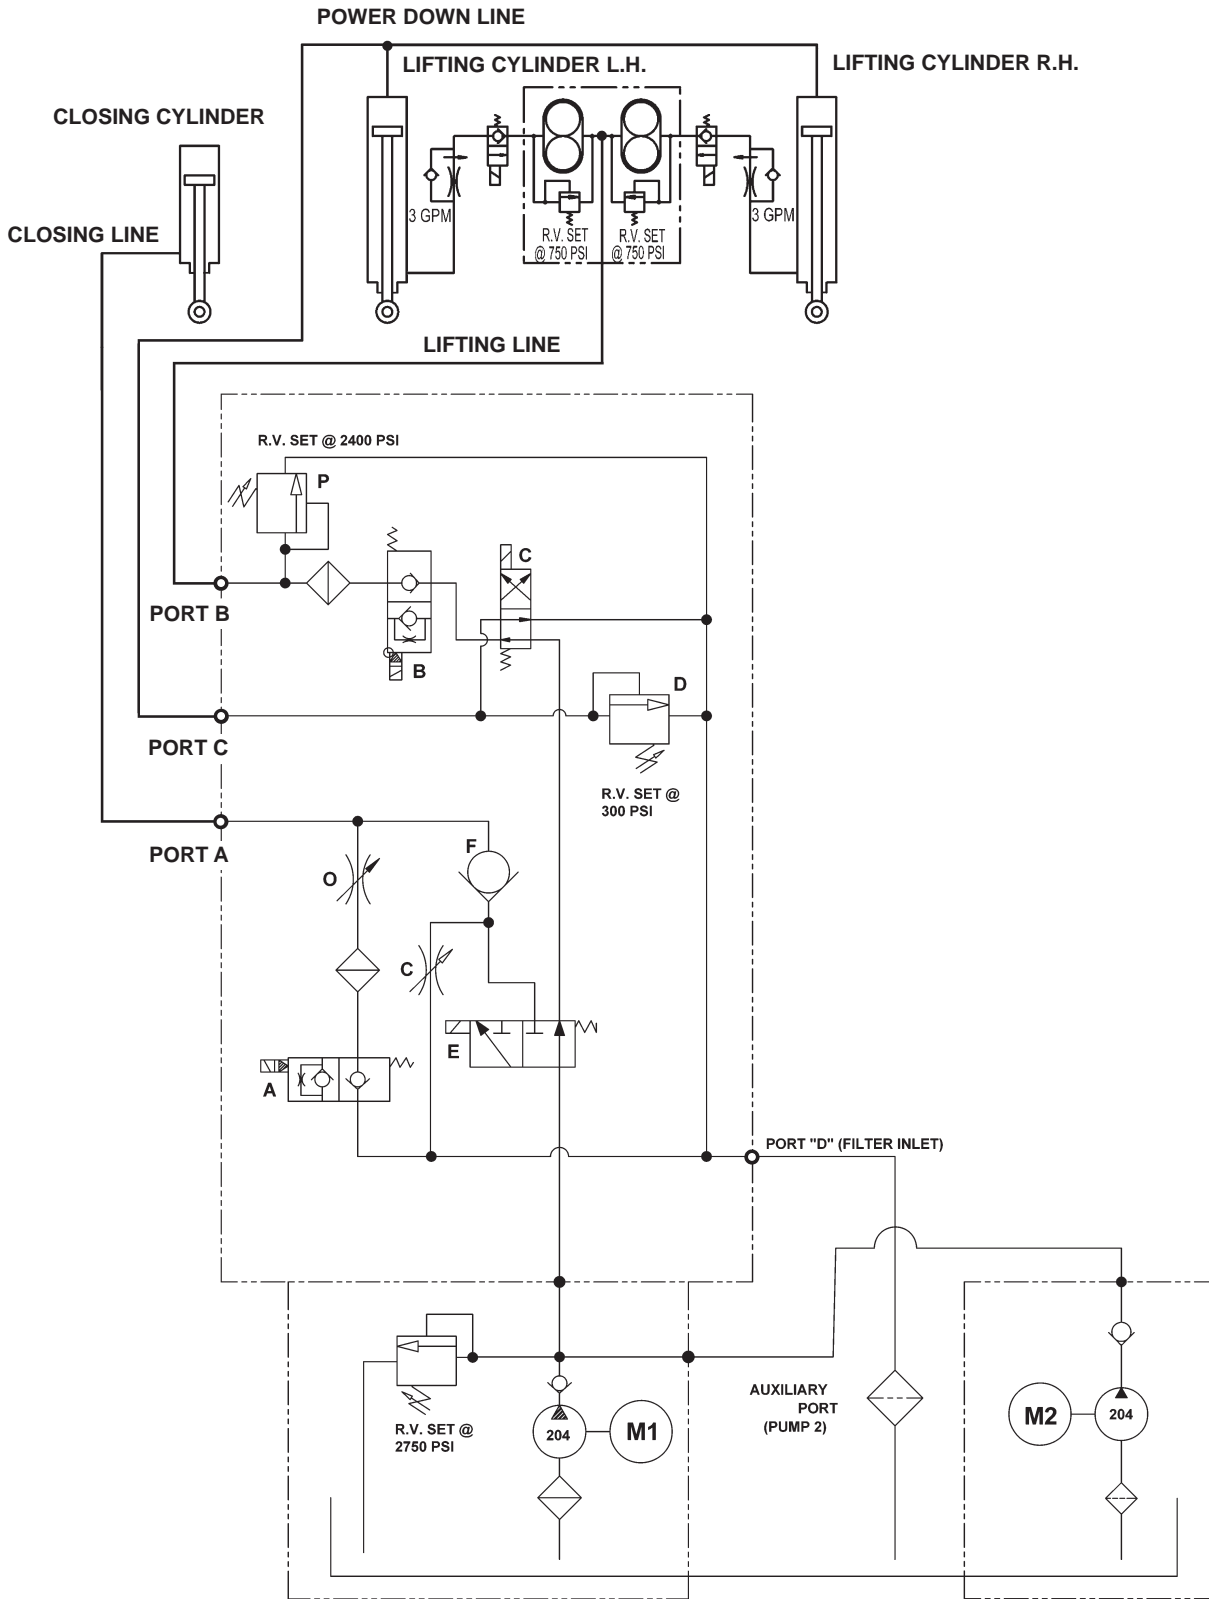 POWER DOWN LINE
LIFTING CYLINDER L.H.
LIFTING CYLINDER R.H.
CLOSING CYLINDER
CLOSING LINE
3 GPM
3 GPM
R.V. SET
@ 750 PSI
R.V. SET
@ 750 PSI
LIFTING LINE
R.V. SET @ 2400 PSI
P
C
PORT B
B
D
PORT C
R.V. SET @
300 PSI
PORT A
F
O
C
E
A
PORT "D" (FILTER INLET)
AUXILIARY
PORT
(PUMP 2)
R.V. SET @
2750 PSI
204
M1
M2
204